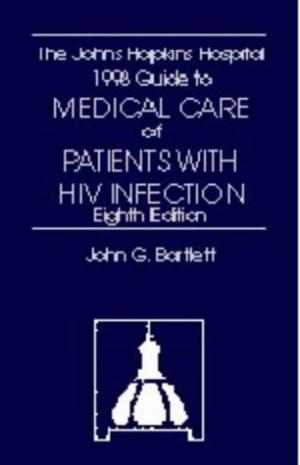 The Johns Hopkins Hospital
1998 Guide to
MEDICAL CARE
of
PATIENTS WITH
HIV INFECTION
Eighth Edition
John G. Bartlett